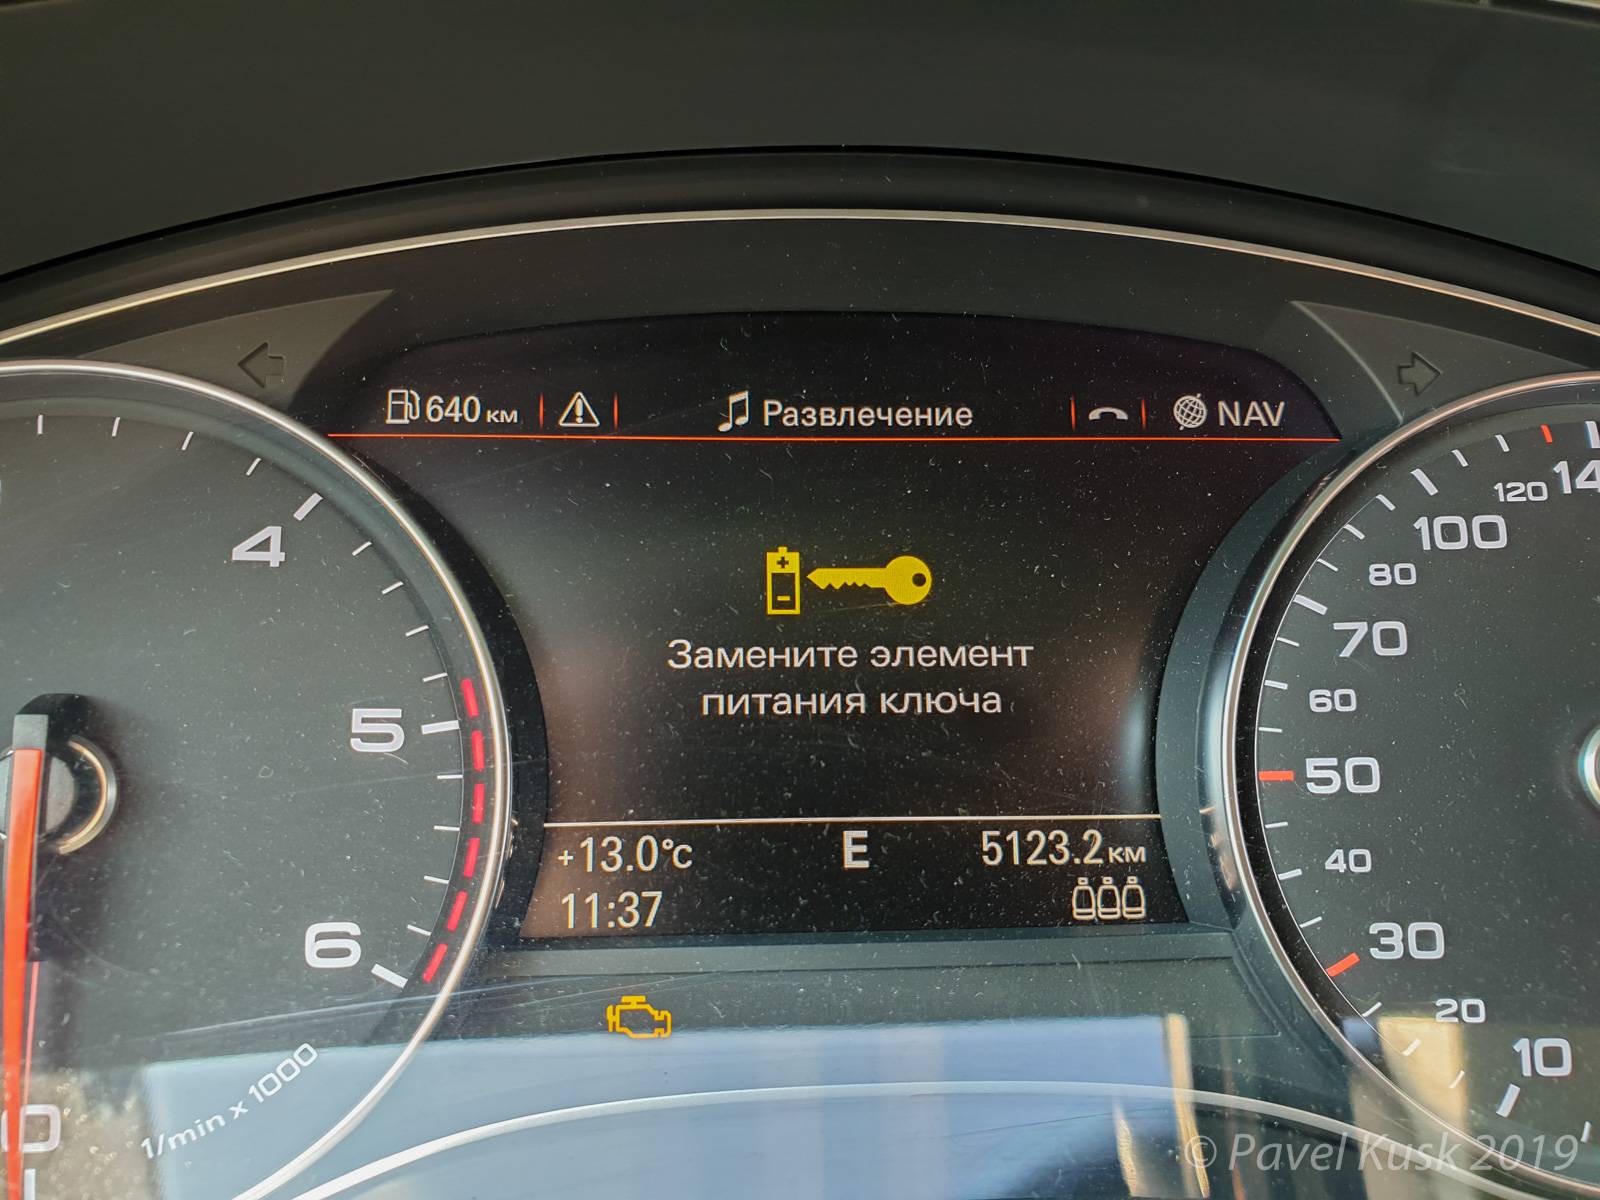 640 км
Развлечение
NAV
Замените элемент
питания ключа
+13.0°C
E
5123.2 км
11:37
4
5
6
0
1/min x 1000
120
100
80
70
60
50
40
30
20
10
© Pavel Kusk 2019